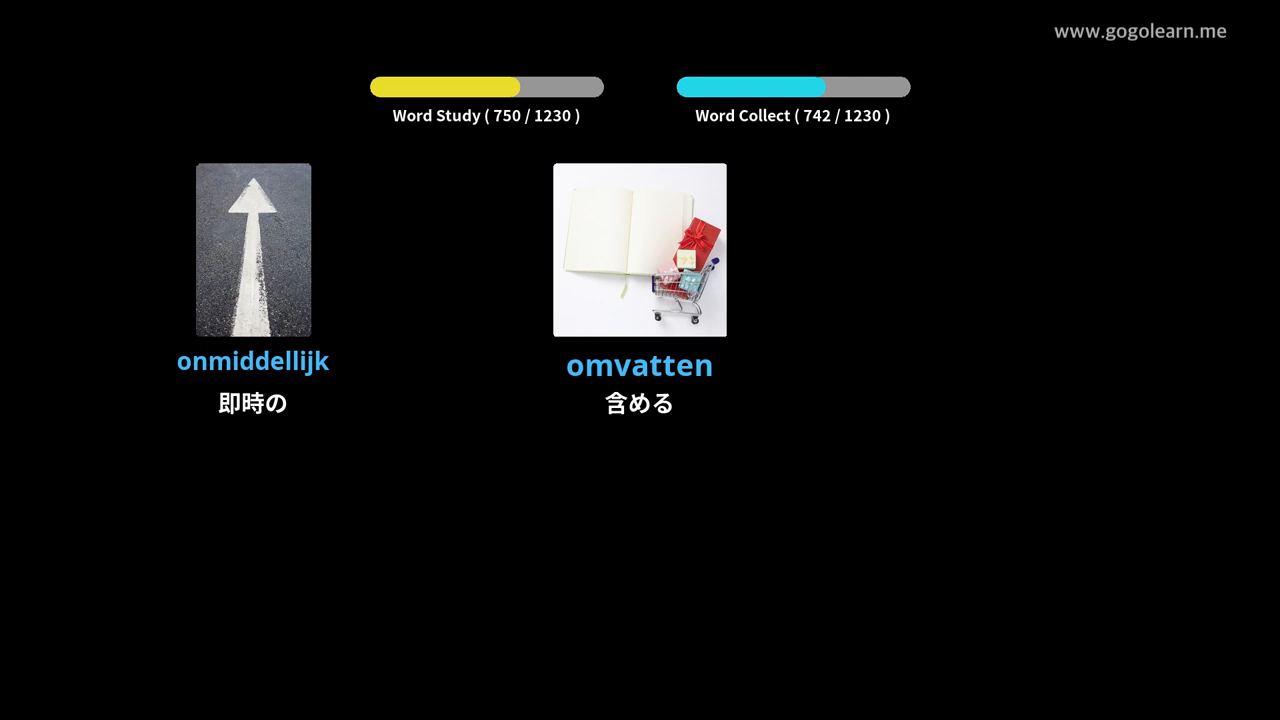 www.gogolearn.me
Word Study ( 750 / 1230 )
Word Collect ( 742 / 1230 )
onmiddellijk
即時の
omvatten
含める